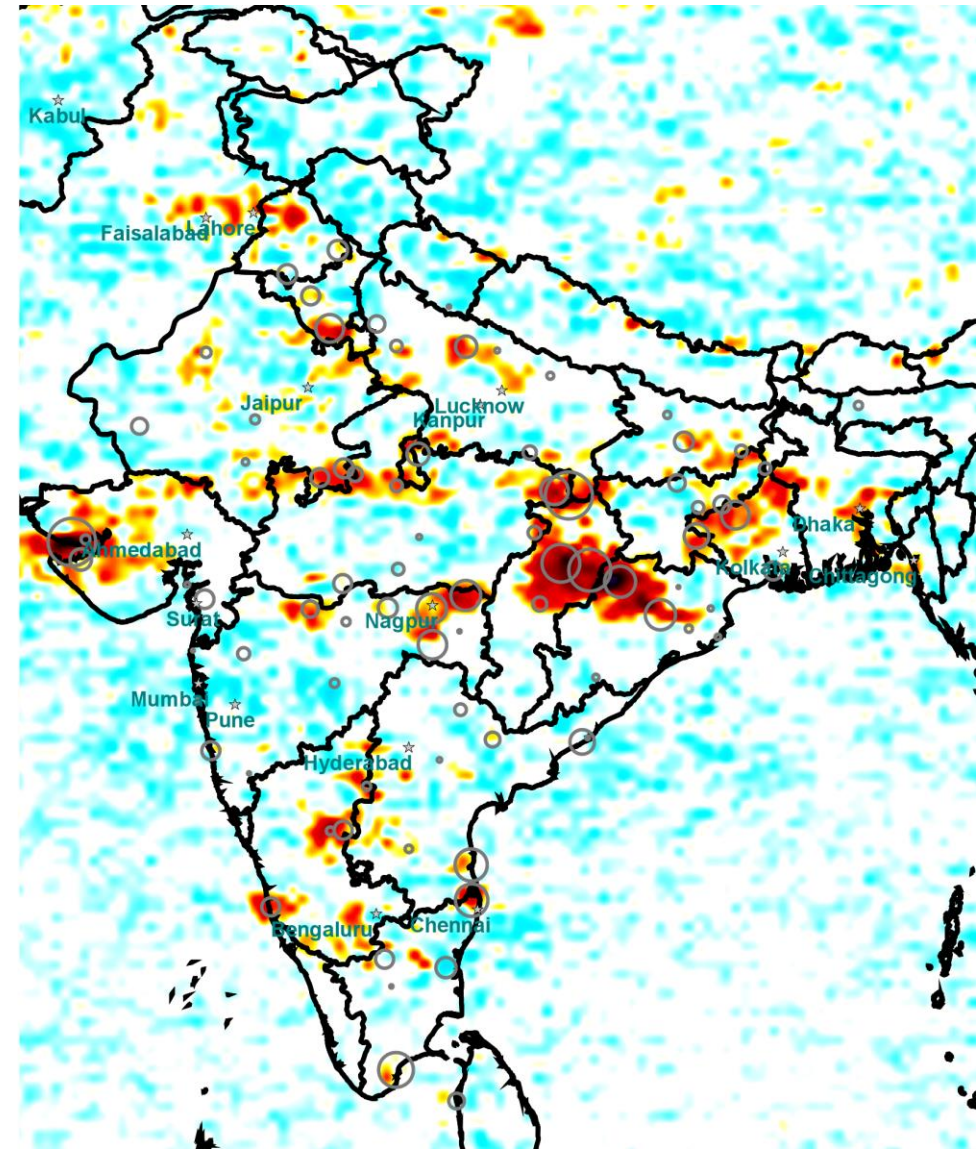 Kabul
Faisalabad
Lahore
Jaipur
Lucknow
Kanpur
Ahmedabad
Dhaka
Kolkata
Chittagong
Surat
Nagpur
Mumbai
Pune
Hyderabad
Bengaluru
Chennai